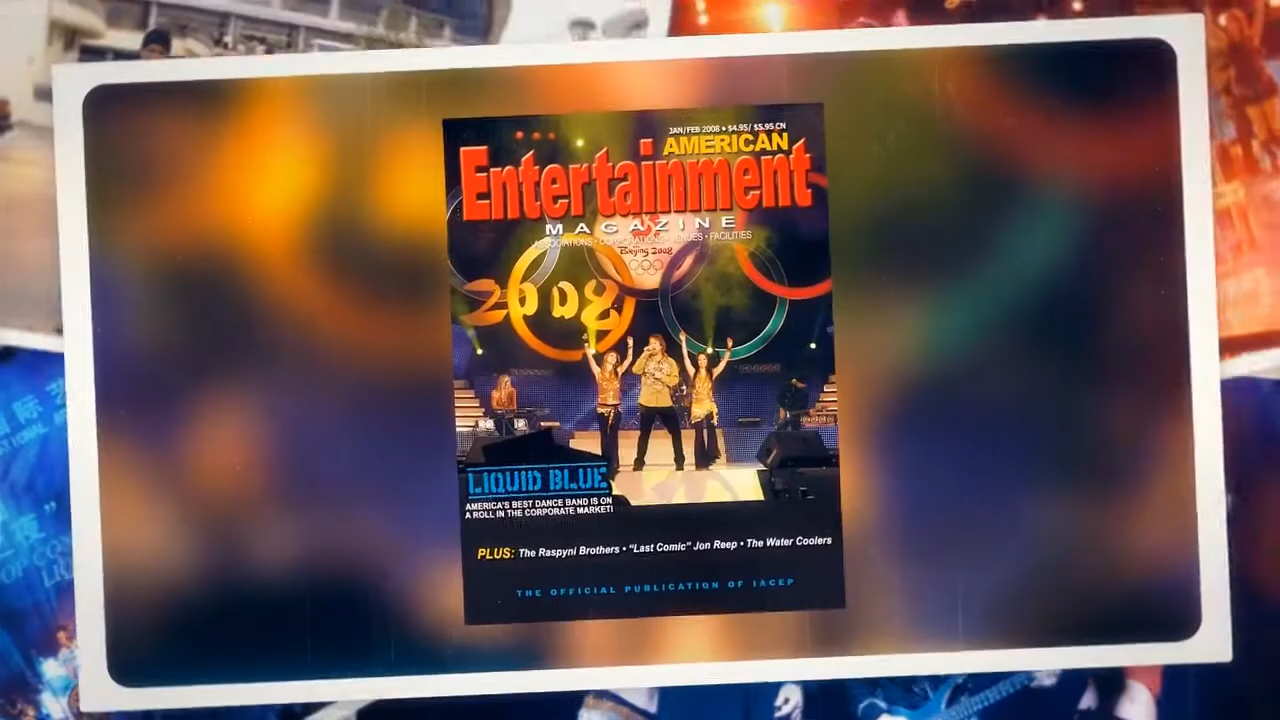 JAN/FEB 2008 • $4.95/ $5.95 CN
AMERICAN
Entertainment
MAGAZINE
ASSOCIATIONS • CORPORATIONS • VENUES • FACILITIES
Beijing 2008
2008
LIQUID BLUE
AMERICA'S BEST DANCE BAND IS ON
A ROLL IN THE CORPORATE MARKET!
PLUS: The Raspyni Brothers • "Last Comic" Jon Reep • The Water Coolers
THE OFFICIAL PUBLICATION OF IACEP